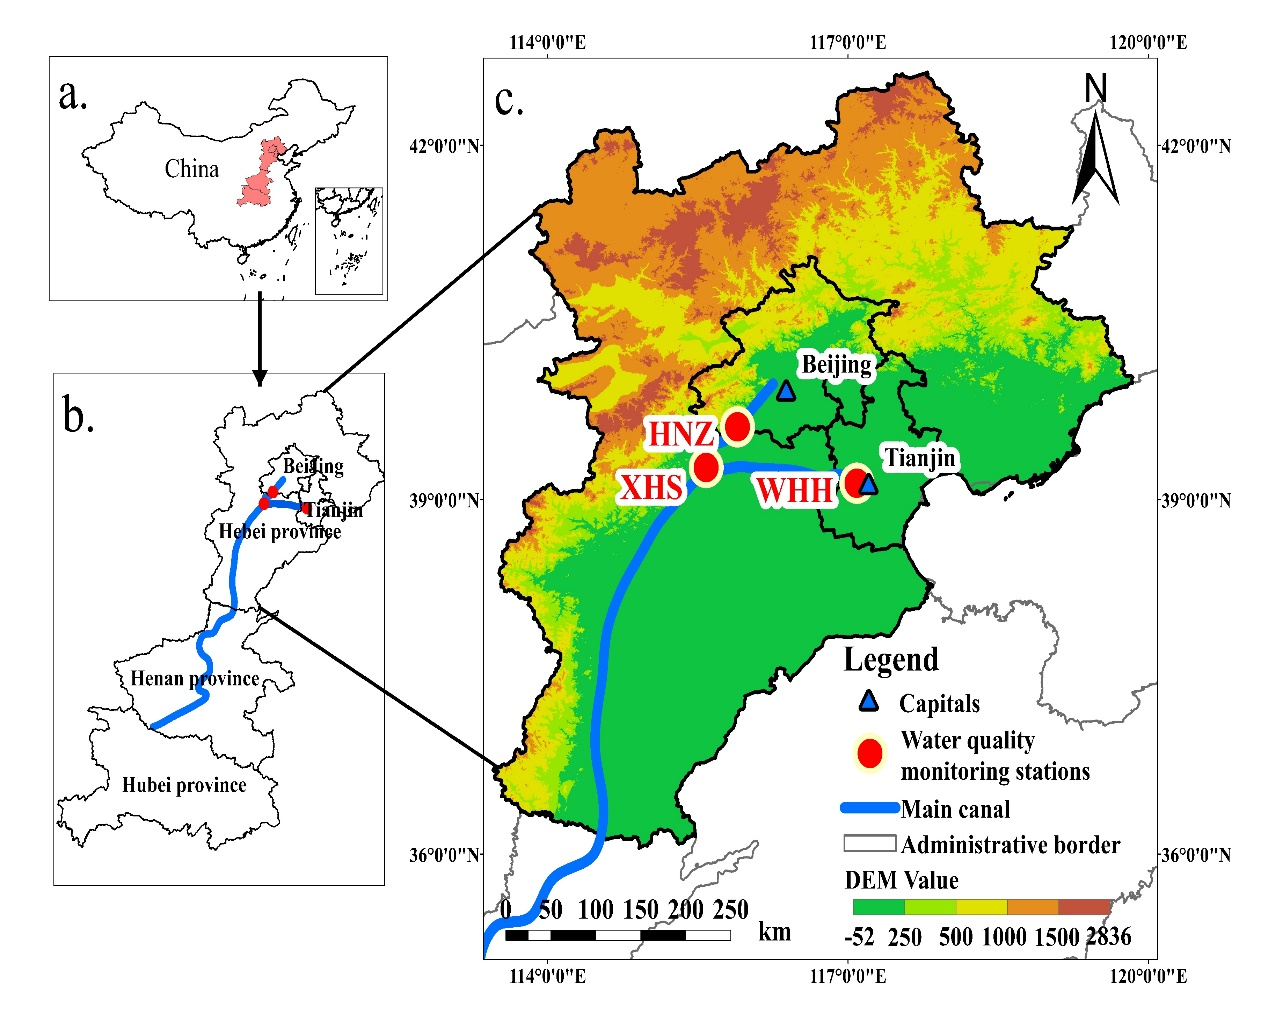 114°0'0"E
117°0'0"E
120°0'0"E
a.
China
b.
Beijing
Tianjin
Hebei province
Henan province
Hubei province
c.
N
42°0'0"N
42°0'0"N
Beijing
HNZ
Tianjin
XHS
WHH
39°0'0"N
39°0'0"N
Legend
Capitals
Water quality
monitoring stations
Main canal
Administrative border
36°0'0"N
36°0'0"N
DEM Value
-52 250 500 1000 1500 2836
0 50 100 150 200 250
km
114°0'0"E
117°0'0"E
120°0'0"E